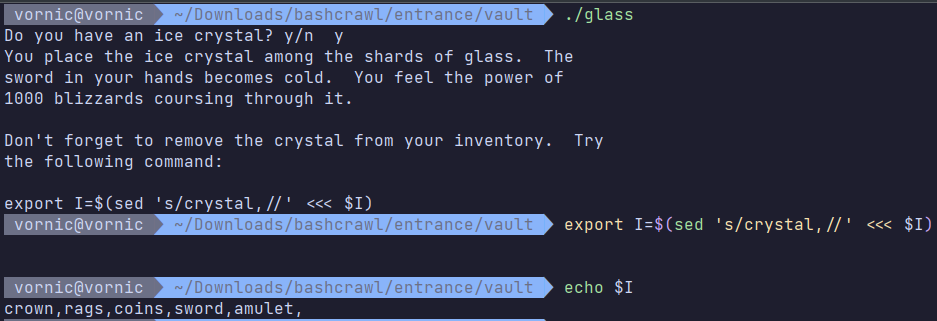 vornic@vornic ~/Downloads/bashcrawl/entrance/vault ./glass
Do you have an ice crystal? y/n  y
You place the ice crystal among the shards of glass.  The
sword in your hands becomes cold.  You feel the power of
1000 blizzards coursing through it.
Don't forget to remove the crystal from your inventory.  Try
the following command:
export I=$(sed 's/crystal,//' <<< $I)
vornic@vornic ~/Downloads/bashcrawl/entrance/vault export I=$(sed 's/crystal,//' <<< $I)
vornic@vornic ~/Downloads/bashcrawl/entrance/vault echo $I
crown,rags,coins,sword,amulet,